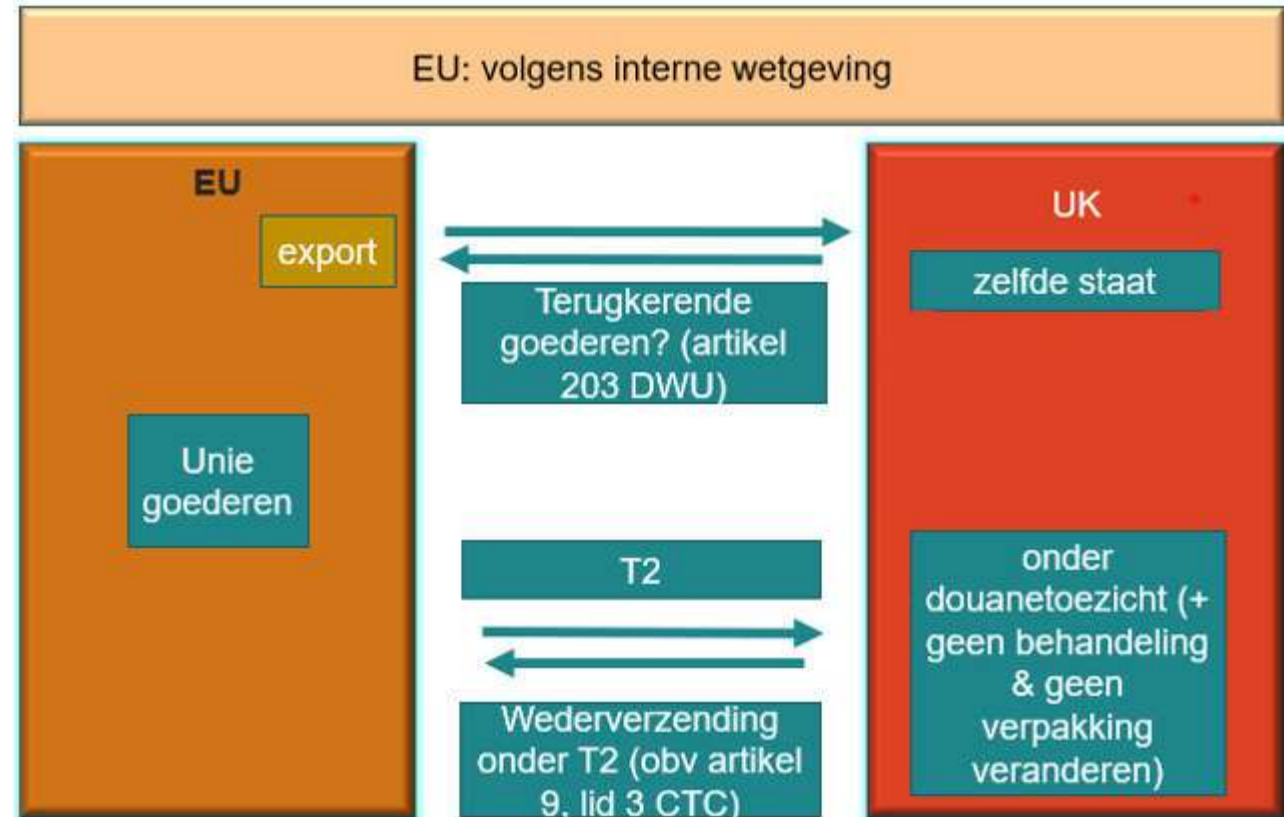 EU: volgens interne wetgeving
EU
export
Unie
goederen
Terugkerende
goederen? (artikel
203 DWU)
T2
Wederverzending
onder T2 (obv artikel
9, lid 3 CTC)
UK
zelfde staat
onder
douanetoezicht (+
geen behandeling
& geen
verpakking
veranderen)